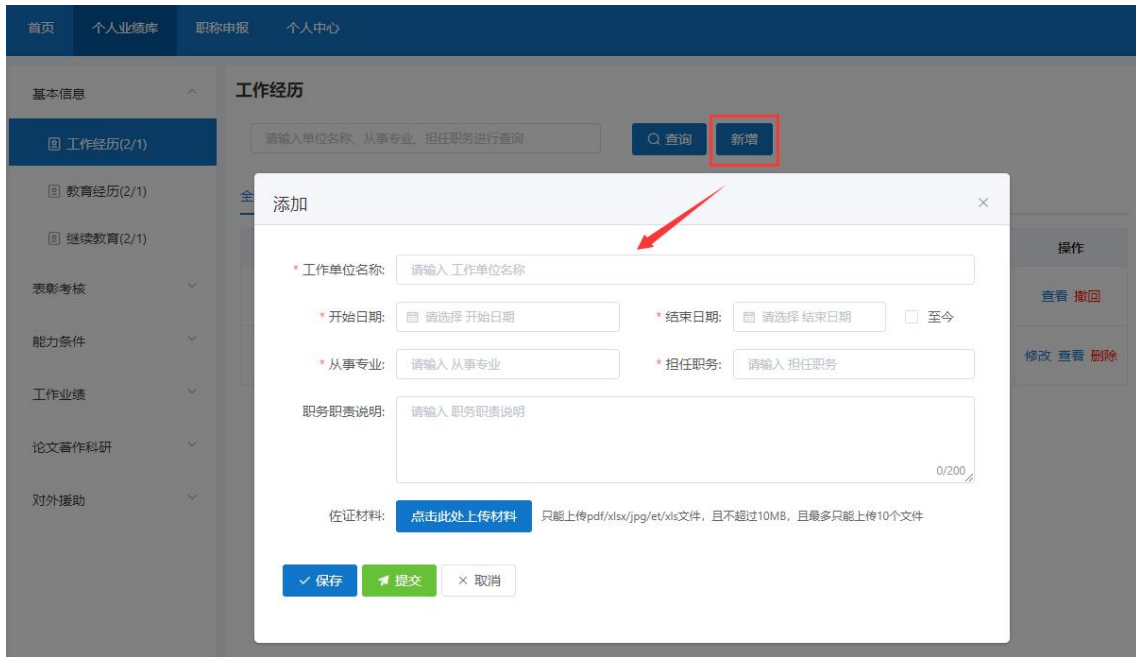 首页 个人业绩库 职称申报 个人中心
基本信息
工作经历(2/1)
教育经历(2/1)
继续教育(2/1)
表彰考核
能力条件
工作业绩
论文著作科研
对外援助
工作经历
请输入单位名称、从事专业、担任职务进行查询 查询 新增
全
操作
查看 撤回
修改 查看 删除
添加
* 工作单位名称: 请输入 工作单位名称
* 开始日期: 请选择 开始日期 * 结束日期: 请选择 结束日期 至今
* 从事专业: 请输入 从事专业 * 担任职务: 请输入 担任职务
职务职责说明: 请输入 职务职责说明
0/200
佐证材料: 点击此处上传材料 只能上传pdf/xlsx/jpg/et/xls文件，且不超过10MB，且最多只能上传10个文件
保存 提交 取消